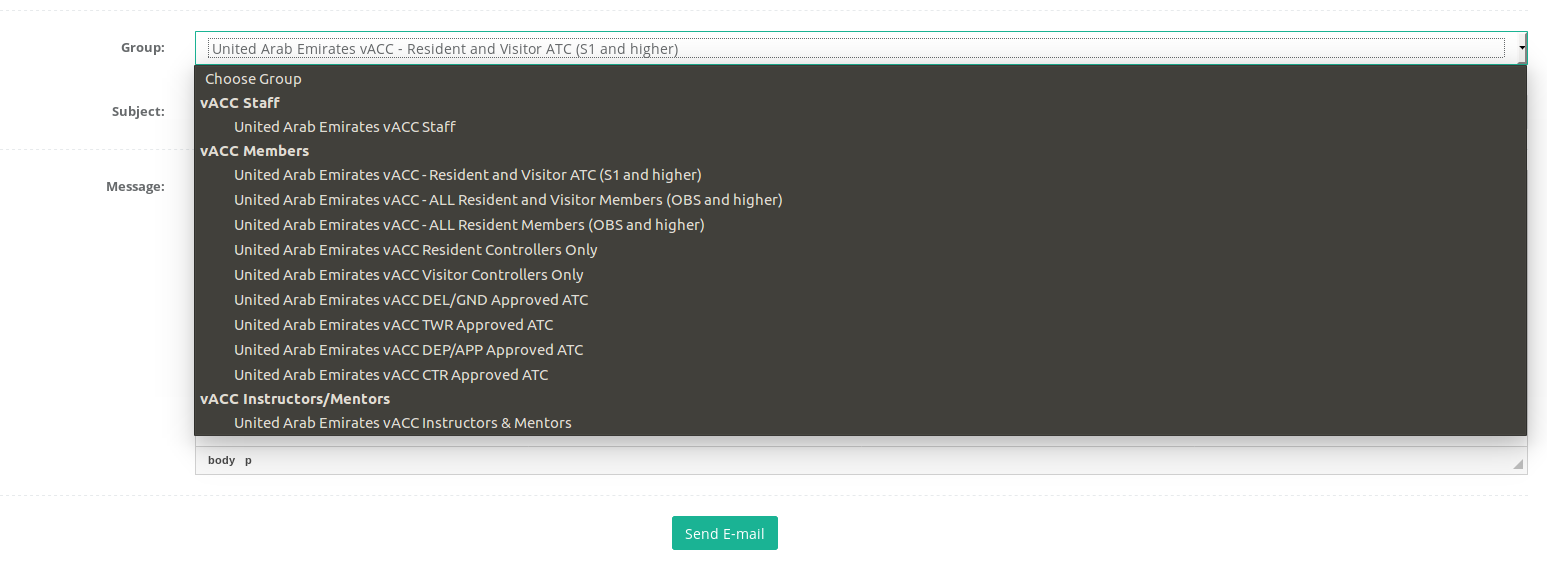 Group:
United Arab Emirates vACC - Resident and Visitor ATC (S1 and higher)
Choose Group
vACC Staff
Subject:
United Arab Emirates vACC Staff
vACC Members
United Arab Emirates vACC - Resident and Visitor ATC (S1 and higher)
Message:
United Arab Emirates vACC - ALL Resident and Visitor Members (OBS and higher)
United Arab Emirates vACC - ALL Resident Members (OBS and higher)
United Arab Emirates vACC Resident Controllers Only
United Arab Emirates vACC Visitor Controllers Only
United Arab Emirates vACC DEL/GND Approved ATC
United Arab Emirates vACC TWR Approved ATC
United Arab Emirates vACC DEP/APP Approved ATC
United Arab Emirates vACC CTR Approved ATC
vACC Instructors/Mentors
United Arab Emirates vACC Instructors & Mentors
body p
Send E-mail